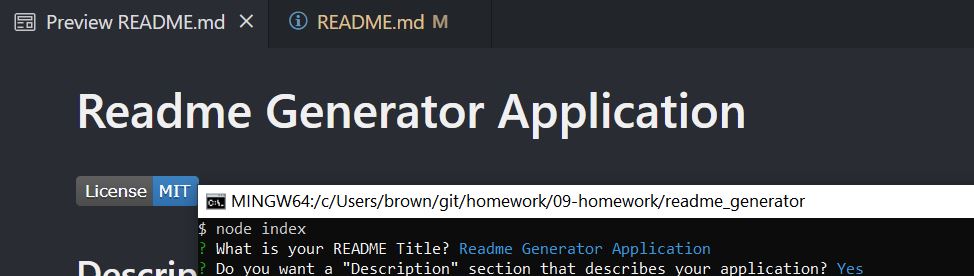 Preview README.md
README.md M
Readme Generator Application
License MIT
MINGW64:/c/Users/brown/git/homework/09-homework/readme_generator
$ node index
? What is your README Title? Readme Generator Application
Descrip
? Do you want a "Description" section that describes your application? Yes